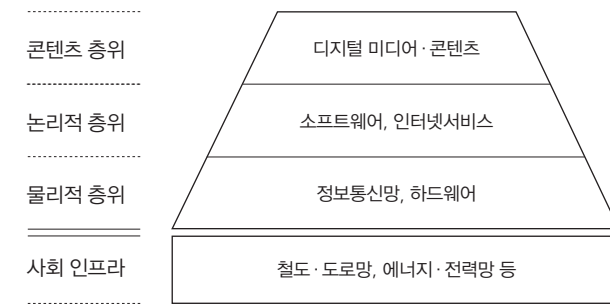 콘텐츠 층위
디지털 미디어·콘텐츠
논리적 층위
소프트웨어, 인터넷서비스
물리적 층위
정보통신망, 하드웨어
사회 인프라
철도·도로망, 에너지·전력망 등